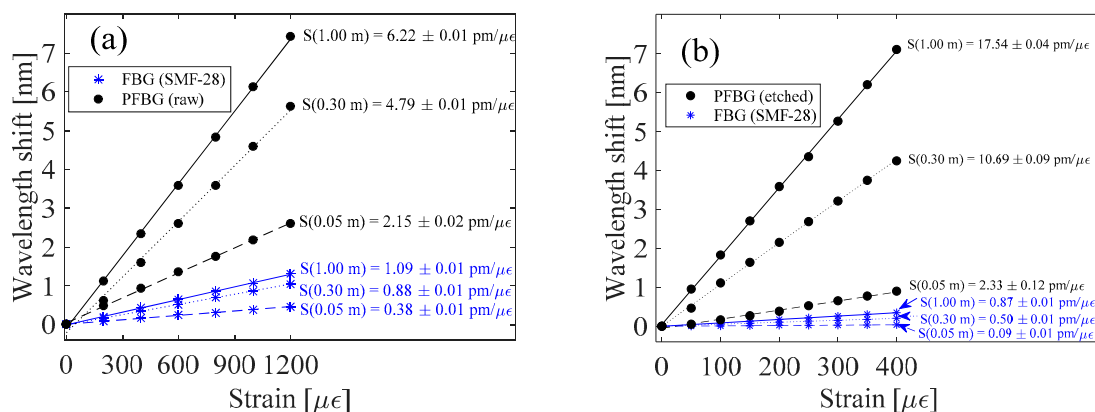 (a)
FBG (SMF-28)
PFBG (raw)
S(1.00 m) = 6.22 ± 0.01 pm/με
S(0.30 m) = 4.79 ± 0.01 pm/με
S(0.05 m) = 2.15 ± 0.02 pm/με
S(1.00 m) = 1.09 ± 0.01 pm/με
S(0.30 m) = 0.88 ± 0.01 pm/με
S(0.05 m) = 0.38 ± 0.01 pm/με
Wavelength shift [nm]
7
6
5
4
3
2
1
0
0 300 600 900 1200
Strain [με]
(b)
PFBG (etched)
FBG (SMF-28)
S(1.00 m) = 17.54 ± 0.04 pm/με
S(0.30 m) = 10.69 ± 0.09 pm/με
S(0.05 m) = 2.33 ± 0.12 pm/με
S(1.00 m) = 0.87 ± 0.01 pm/με
S(0.30 m) = 0.50 ± 0.01 pm/με
S(0.05 m) = 0.09 ± 0.01 pm/με
Wavelength shift [nm]
7
6
5
4
3
2
1
0
0 100 200 300 400
Strain [με]